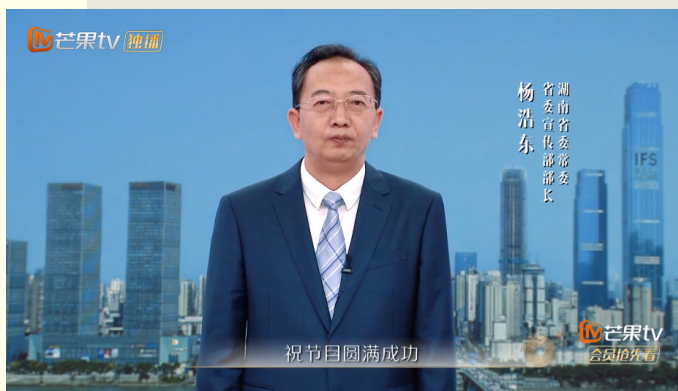 芒果tv 独播
湖南省委常委
省委宣传部部长
杨浩东
IFS
祝节目圆满成功
芒果tv
会员抢先看